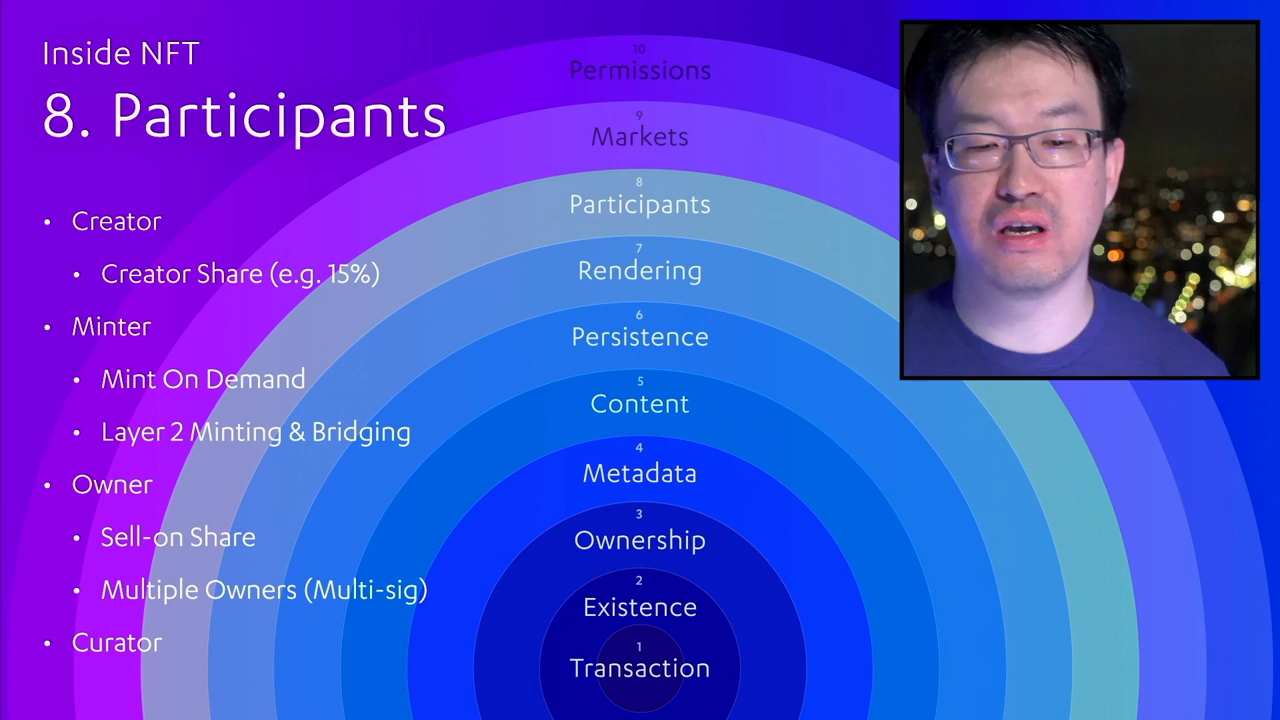 Inside NFT
8. Participants
• Creator
• Creator Share (e.g. 15%)
• Minter
• Mint On Demand
• Layer 2 Minting & Bridging
• Owner
• Sell-on Share
• Multiple Owners (Multi-sig)
• Curator
10
Permissions
9
Markets
8
Participants
7
Rendering
6
Persistence
5
Content
4
Metadata
3
Ownership
2
Existence
1
Transaction